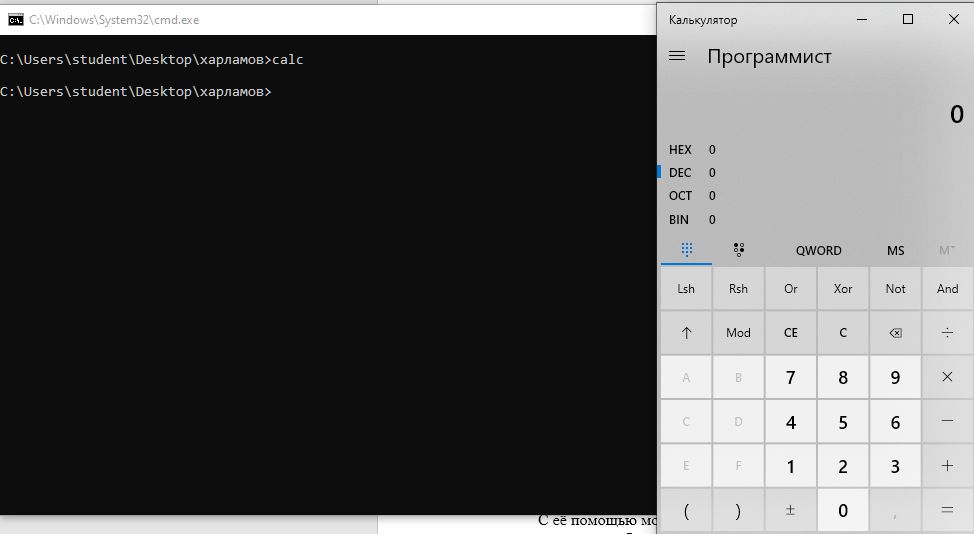 C:\Windows\System32\cmd.exe
C:\Users\student\Desktop\харламов>calc
C:\Users\student\Desktop\харламов>
Калькулятор
Программист
0
HEX 0
DEC 0
OCT 0
BIN 0
QWORD MS M˅
Lsh Rsh Or Xor Not And
↑ Mod CE C ⌫ ÷
A B 7 8 9 ×
C D 4 5 6 −
E F 1 2 3 +
( ) ± 0 , =
С её помощью мо